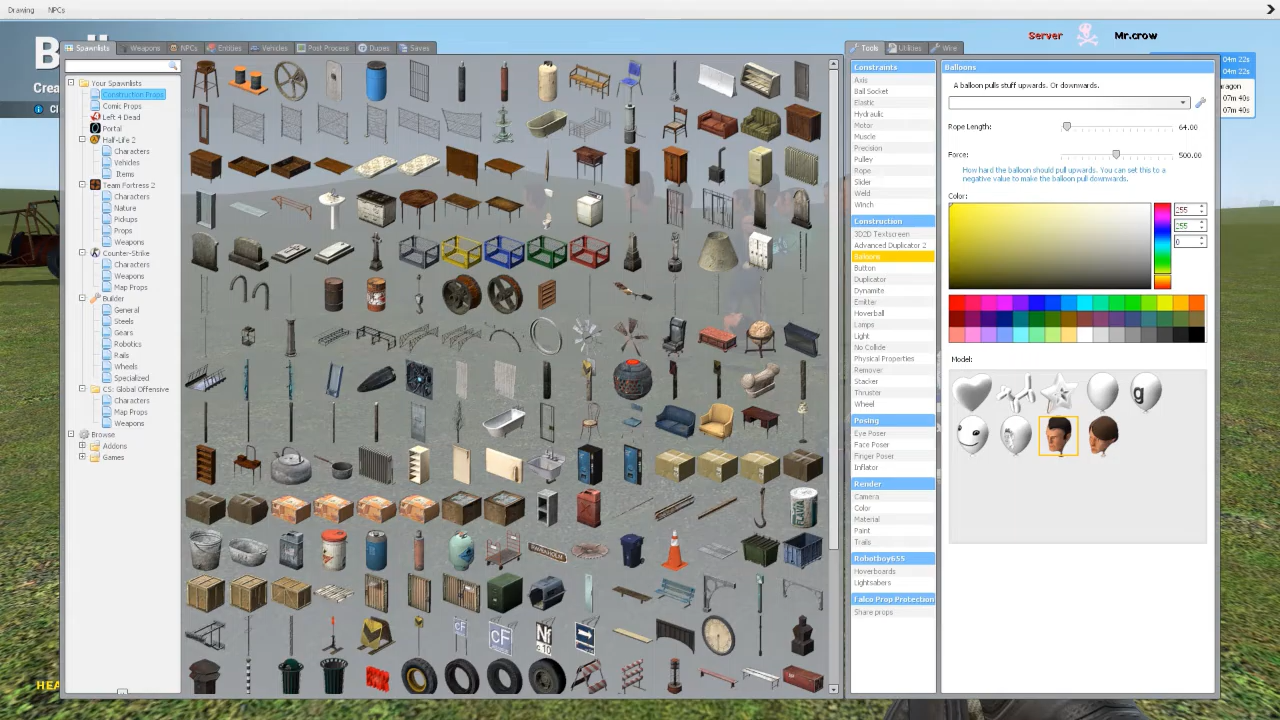 Drawing NPCs
B
Crea
Server Mr.crow
04m 22s
04m 22s
07m 40s
07m 40s
HEA
Spawnlists Weapons NPCs Entities Vehicles Post Process Dupes Saves
Your Spawnlists
Construction Props
Comic Props
Left 4 Dead
Portal
Half-Life 2
Characters
Vehicles
Items
Team Fortress 2
Characters
Nature
Pickups
Props
Weapons
Counter-Strike
Characters
Weapons
Map Props
Builder
General
Steels
Gears
Robotics
Rails
Wheels
Specialized
CS: Global Offensive
Characters
Map Props
Weapons
Browse
Addons
Games
RAVENHOLM
cF
cF
Nf
Tools Utilities Wire
Constraints
Axis
Ball Socket
Elastic
Hydraulic
Motor
Muscle
Precision
Pulley
Rope
Slider
Weld
Winch
Construction
3D2D Textscreen
Advanced Duplicator 2
Balloons
Button
Duplicator
Dynamite
Emitter
Hoverball
Lamps
Light
No Collide
Physical Properties
Remover
Stacker
Thruster
Wheel
Posing
Eye Poser
Face Poser
Finger Poser
Inflator
Render
Camera
Color
Material
Paint
Trails
Robotboy655
Hoverboards
Lightsabers
Falco Prop Protection
Share props
Balloons
A balloon pulls stuff upwards. Or downwards.
Rope Length: 64.00
Force: 500.00
How hard the balloon should pull upwards. You can set this to a
negative value to make the balloon pull downwards.
Color:
255
255
0
Model:
g